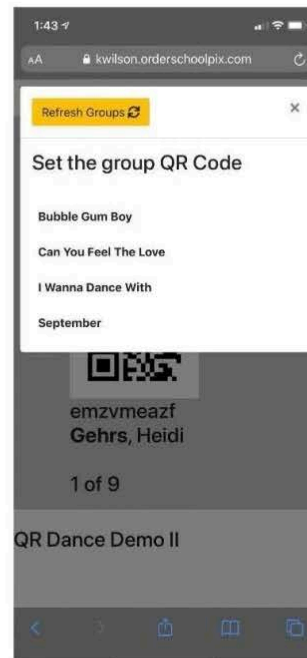 1:43
AA kwilson.orderschoolpix.com
Refresh Groups ×
Set the group QR Code
Bubble Gum Boy
Can You Feel The Love
I Wanna Dance With
September
emzvmeazf
Gehrs, Heidi
1 of 9
QR Dance Demo II